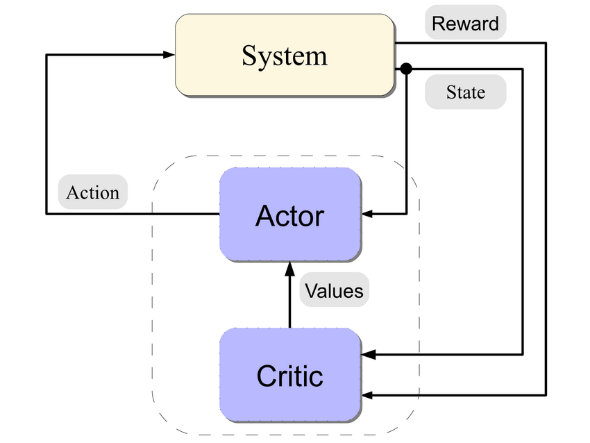 Reward
System
State
Action
Actor
Values
Critic